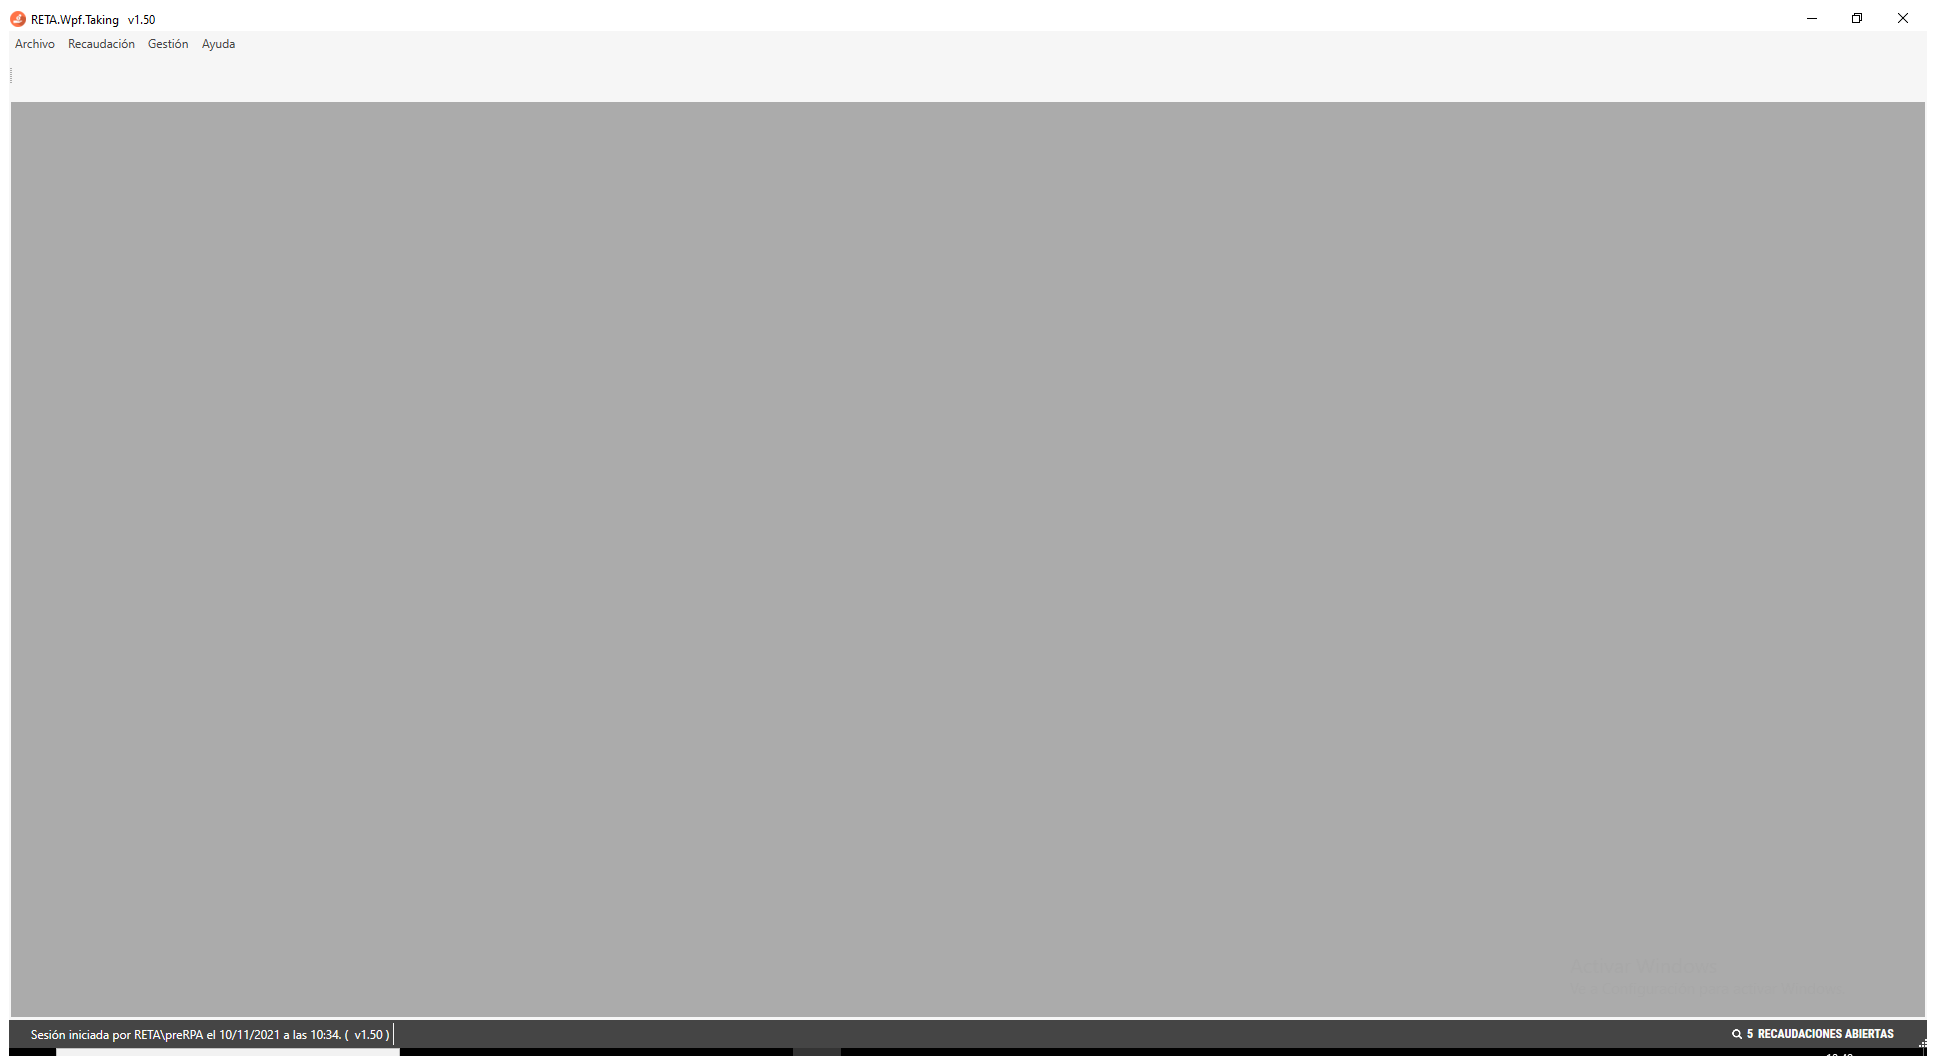 RETA.Wpf.Taking v1.50
Archivo Recaudación Gestión Ayuda
Sesión iniciada por RETA\preRPA el 10/11/2021 a las 10:34. ( v1.50 )
5 RECAUDACIONES ABIERTAS